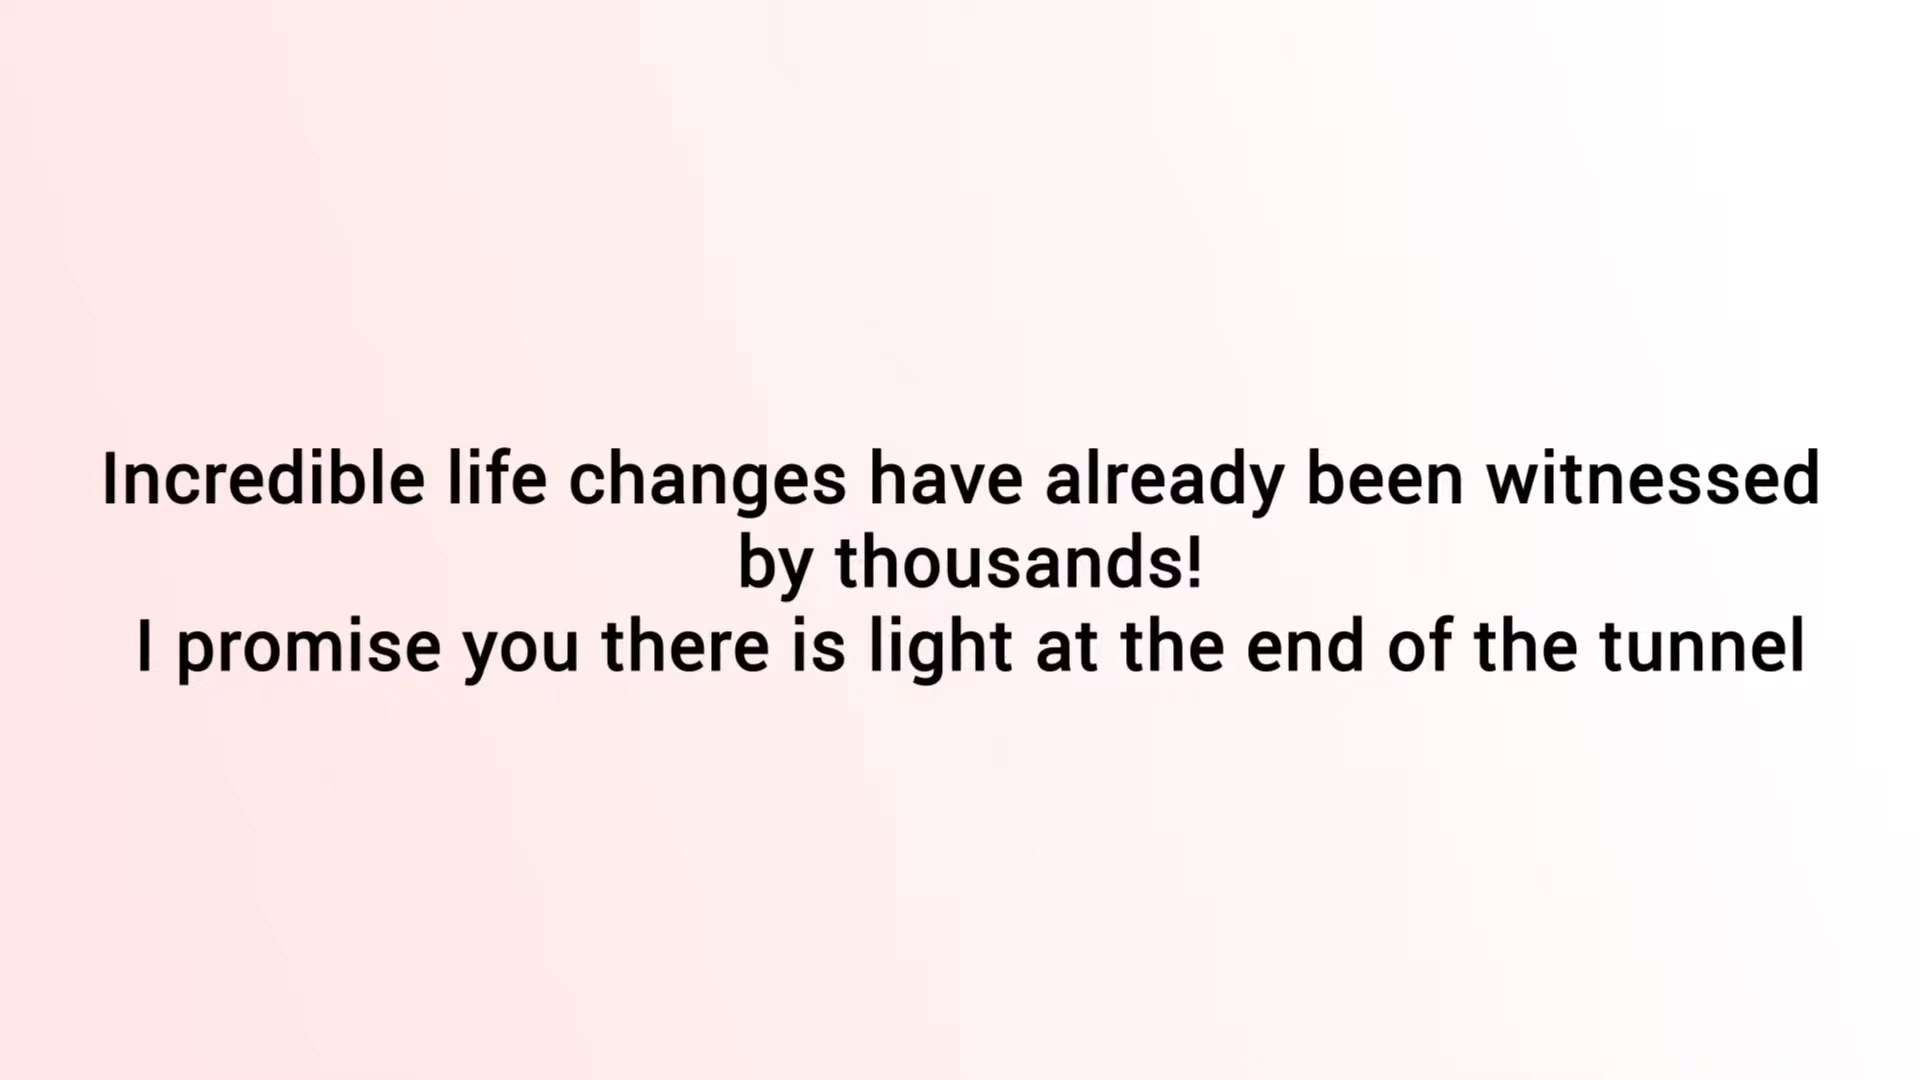 Incredible life changes have already been witnessed
by thousands!
I promise you there is light at the end of the tunnel